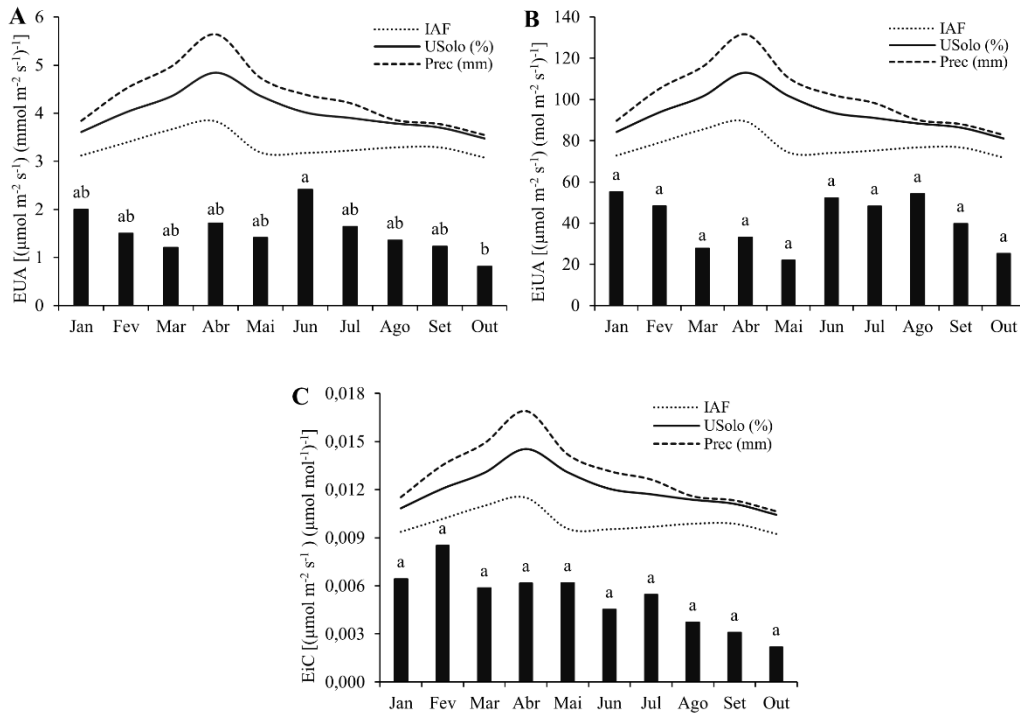 A
EUA [(μmol m-2 s-1) (mmol m-2 s-1)-1]
6
5
4
3
2
1
0
IAF
USolo (%)
Prec (mm)
ab ab ab ab ab a ab ab ab b
Jan Fev Mar Abr Mai Jun Jul Ago Set Out
B
EiUA [(μmol m-2 s-1) (mol m-2 s-1)-1]
140
120
100
80
60
40
20
0
IAF
USolo (%)
Prec (mm)
a a a a a a a a a a
Jan Fev Mar Abr Mai Jun Jul Ago Set Out
C
EiC [(μmol m-2 s-1 ) (μmol mol-1)-1]
0,018
0,015
0,012
0,009
0,006
0,003
0,000
IAF
USolo (%)
Prec (mm)
a a a a a a a a a a
Jan Fev Mar Abr Mai Jun Jul Ago Set Out